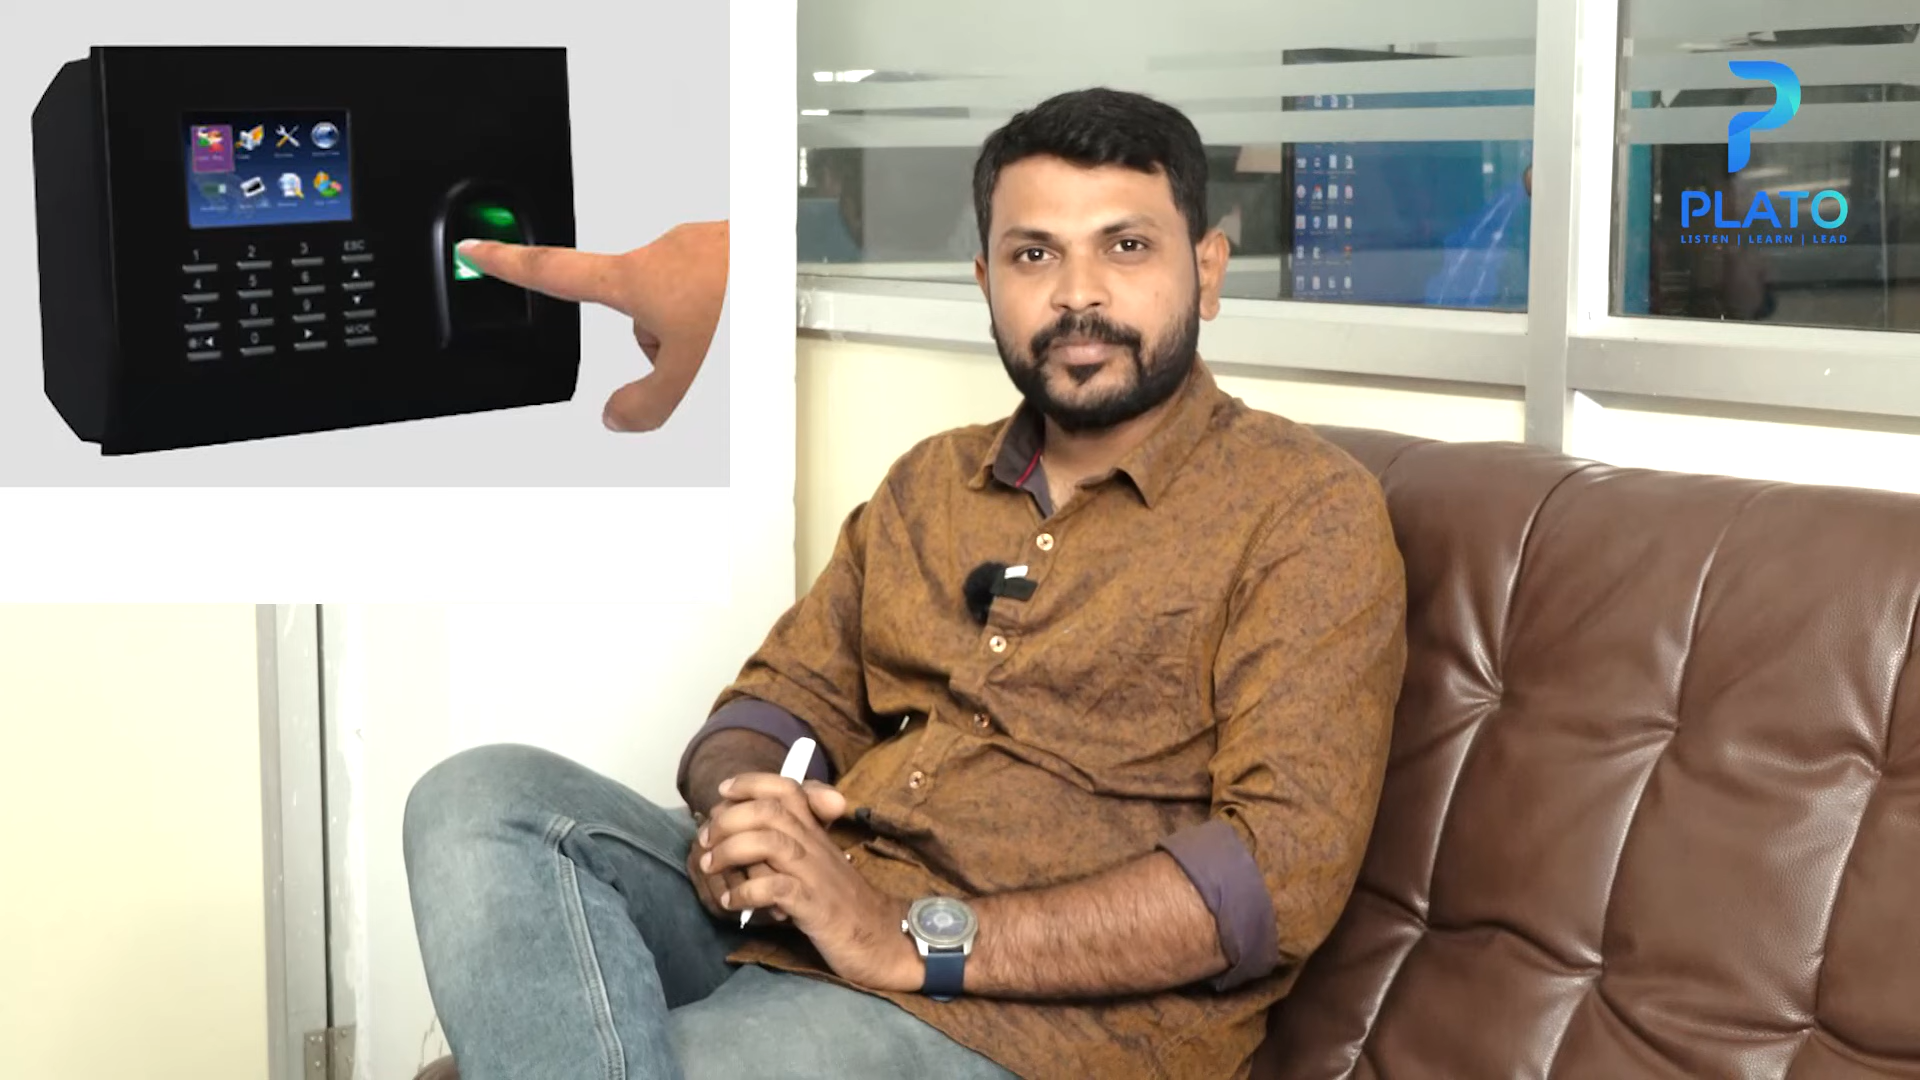 1 2 3 ESC
4 5 6 ▲
7 8 9 ▼
0 ► M/OK
PLATO
LISTEN | LEARN | LEAD